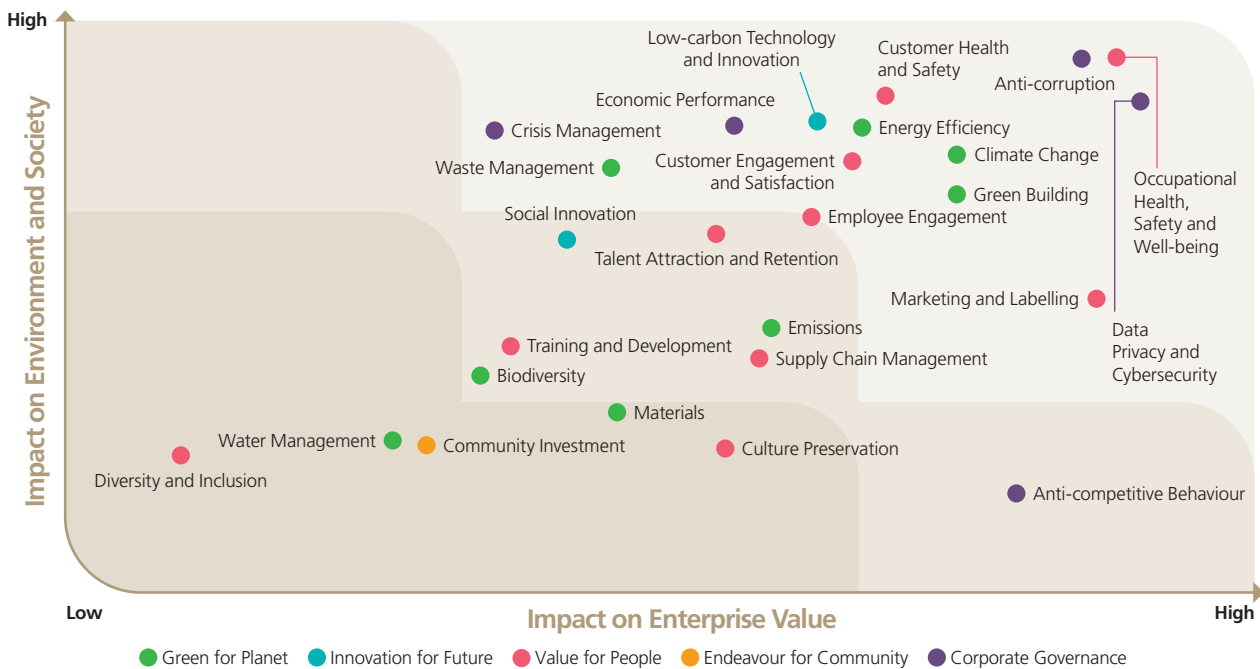 High
Impact on Environment and Society
Low-carbon Technology
and Innovation
Customer Health
and Safety
Anti-corruption
Economic Performance
Crisis Management
Energy Efficiency
Waste Management
Customer Engagement
and Satisfaction
Climate Change
Green Building
Occupational
Health,
Safety and
Well-being
Social Innovation
Employee Engagement
Talent Attraction and Retention
Marketing and Labelling
Emissions
Data
Privacy and
Cybersecurity
Training and Development
Supply Chain Management
Biodiversity
Materials
Water Management
Community Investment
Culture Preservation
Diversity and Inclusion
Anti-competitive Behaviour
Low
Impact on Enterprise Value
High
Green for Planet
Innovation for Future
Value for People
Endeavour for Community
Corporate Governance